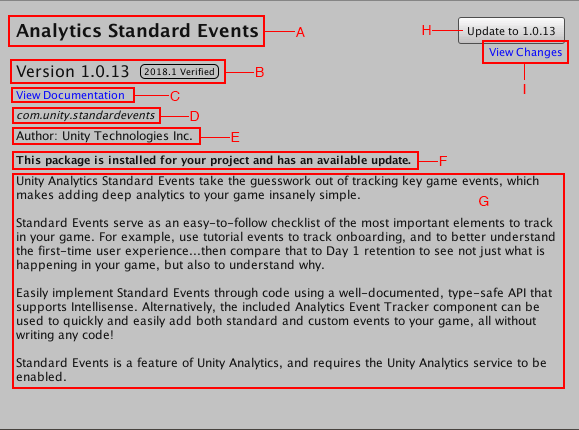 Analytics Standard Events
A
H
Update to 1.0.13
View Changes
I
Version 1.0.13
2018.1 Verified
B
View Documentation
C
com.unity.standardevents
D
Author: Unity Technologies Inc.
E
This package is installed for your project and has an available update.
F
Unity Analytics Standard Events take the guesswork out of tracking key game events, which
makes adding deep analytics to your game insanely simple.
G
Standard Events serve as an easy-to-follow checklist of the most important elements to track
in your game. For example, use tutorial events to track onboarding, and to better understand
the first-time user experience...then compare that to Day 1 retention to see not just what is
happening in your game, but also to understand why.
Easily implement Standard Events through code using a well-documented, type-safe API that
supports Intellisense. Alternatively, the included Analytics Event Tracker component can be
used to quickly and easily add both standard and custom events to your game, all without
writing any code!
Standard Events is a feature of Unity Analytics, and requires the Unity Analytics service to be
enabled.